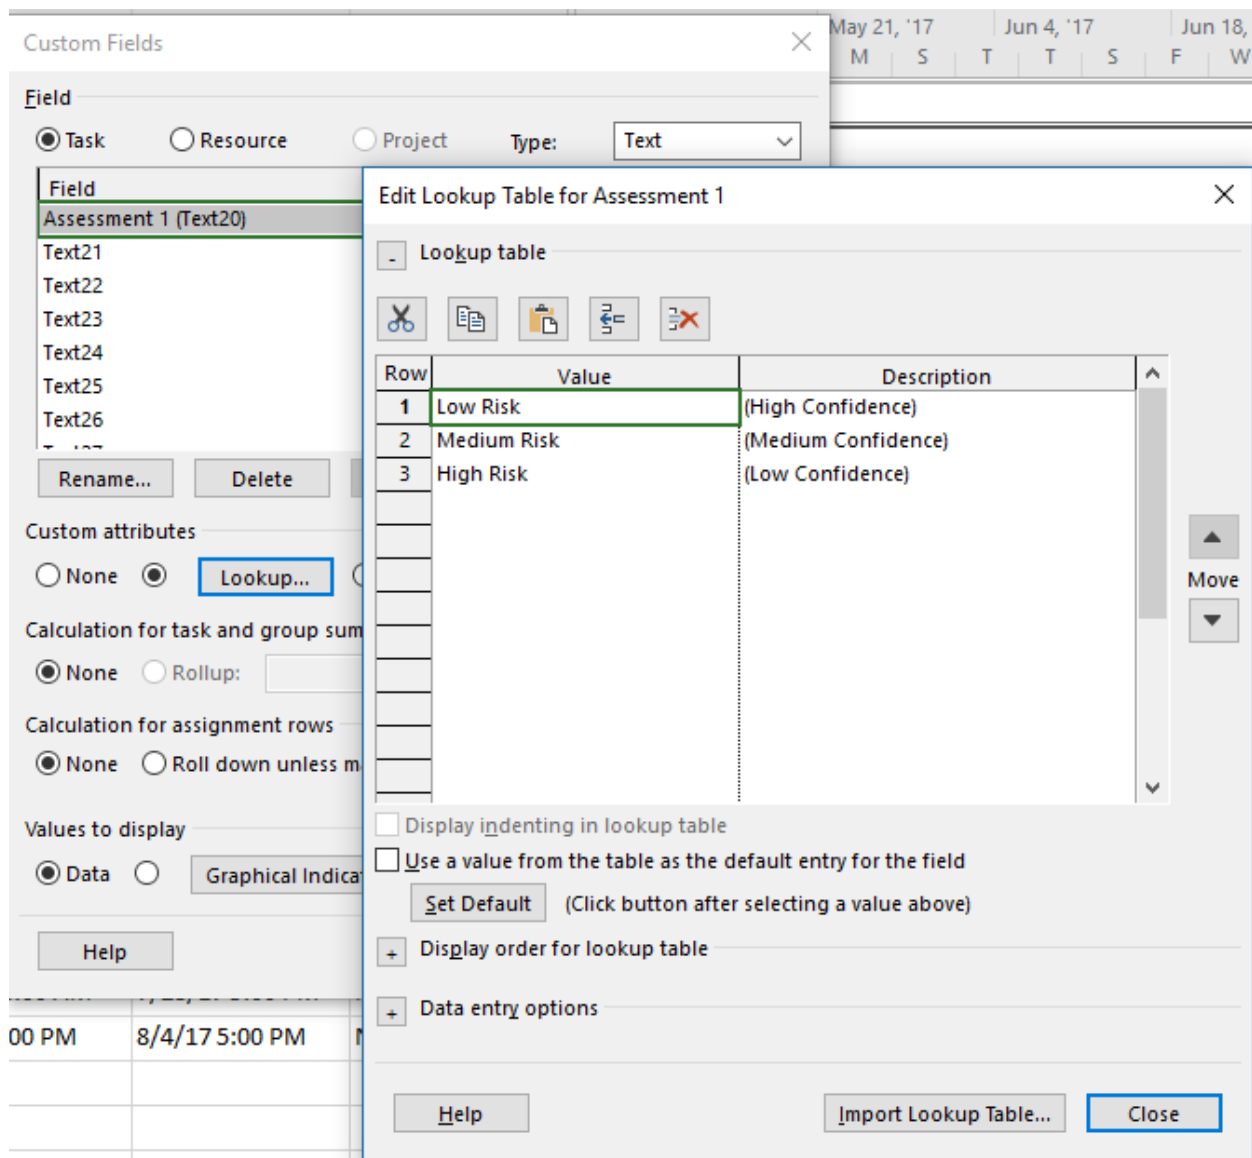 May 21, '17 Jun 4, '17 Jun 18,
M S T T S F W
Custom Fields
Field
Task Resource Project Type: Text
Field
Assessment 1 (Text20)
Text21
Text22
Text23
Text24
Text25
Text26
Rename... Delete
Custom attributes
None Lookup...
Calculation for task and group sum
None Rollup:
Calculation for assignment rows
None Roll down unless m
Values to display
Data Graphical Indica
Help
00 PM 8/4/17 5:00 PM
Edit Lookup Table for Assessment 1
- Lookup table
Row Value Description
1 Low Risk (High Confidence)
2 Medium Risk (Medium Confidence)
3 High Risk (Low Confidence)
Move
Display indenting in lookup table
Use a value from the table as the default entry for the field
Set Default (Click button after selecting a value above)
+ Display order for lookup table
+ Data entry options
Help Import Lookup Table... Close